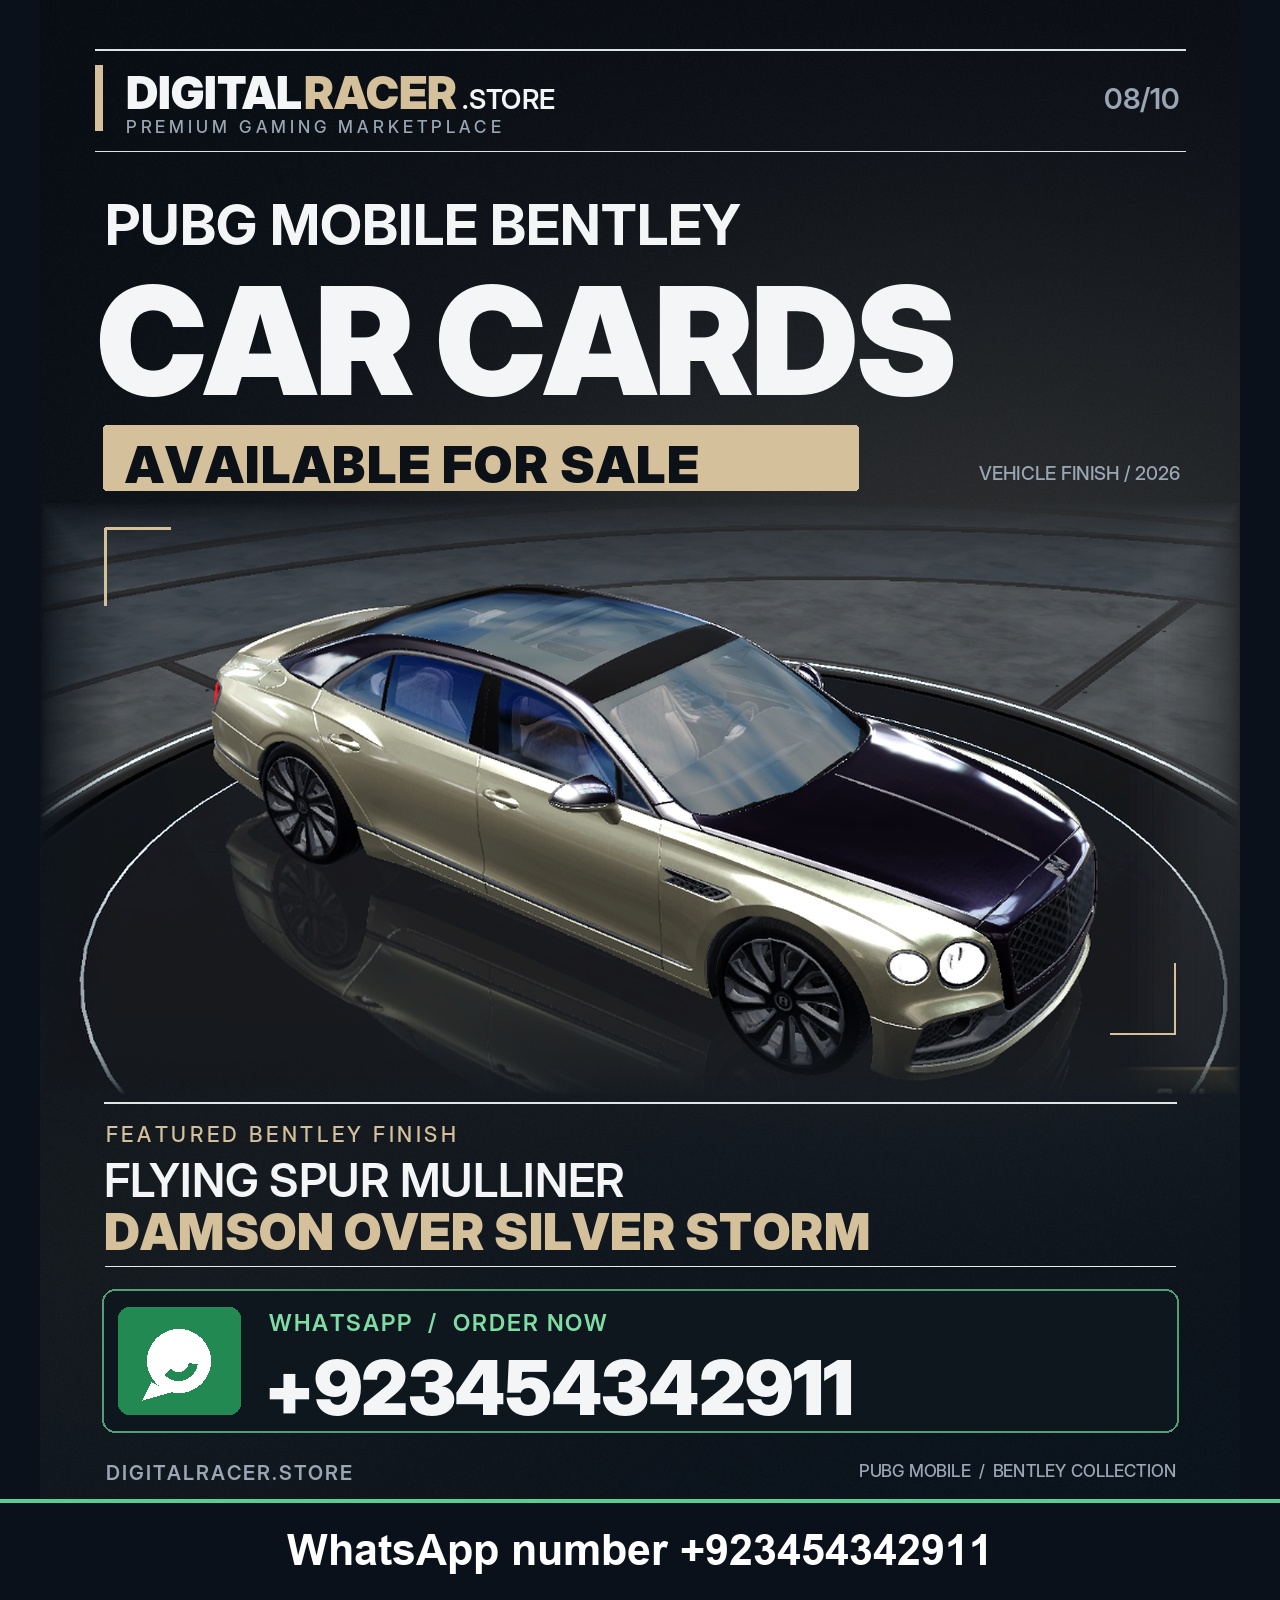 DIGITALRACER.STORE
PREMIUM GAMING MARKETPLACE
08/10
PUBG MOBILE BENTLEY
CAR CARDS
AVAILABLE FOR SALE
VEHICLE FINISH / 2026
FEATURED BENTLEY FINISH
FLYING SPUR MULLINER
DAMSON OVER SILVER STORM
WHATSAPP / ORDER NOW
+923454342911
DIGITALRACER.STORE
PUBG MOBILE / BENTLEY COLLECTION
WhatsApp number +923454342911